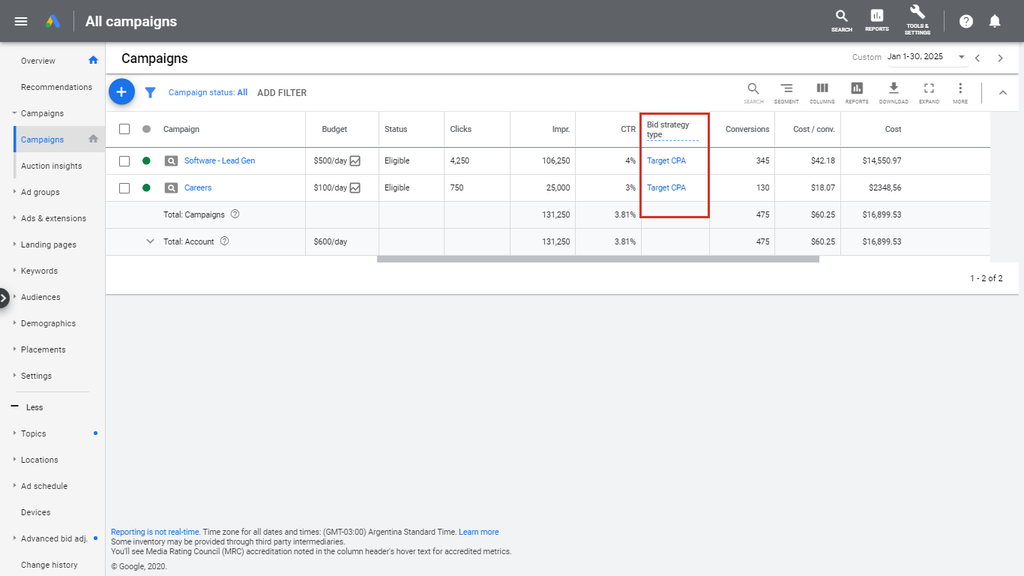 All campaigns
SEARCH
REPORTS
TOOLS &
SETTINGS
Overview
Recommendations
Campaigns
Campaigns
Auction insights
Ad groups
Ads & extensions
Landing pages
Keywords
Audiences
Demographics
Placements
Settings
Less
Topics
Locations
Ad schedule
Devices
Advanced bid adj.
Change history
Campaigns
Custom Jan 1-30, 2025
Campaign status: All ADD FILTER
SEARCH SEGMENT COLUMNS REPORTS DOWNLOAD EXPAND MORE
Campaign Budget Status Clicks Impr. CTR Bid strategy type Conversions Cost / conv. Cost
Software - Lead Gen $500/day Eligible 4,250 106,250 4% Target CPA 345 $42.18 $14,550.97
Careers $100/day Eligible 750 25,000 3% Target CPA 130 $18.07 $2348,56
Total: Campaigns 131,250 3.81% 475 $60.25 $16,899.53
Total: Account $600/day 131,250 3.81% 475 $60.25 $16,899.53
1 - 2 of 2
Reporting is not real-time. Time zone for all dates and times: (GMT-03:00) Argentina Standard Time. Learn more
Some inventory may be provided through third party intermediaries.
You'll see Media Rating Council (MRC) accreditation noted in the column header's hover text for accredited metrics.
© Google, 2020.